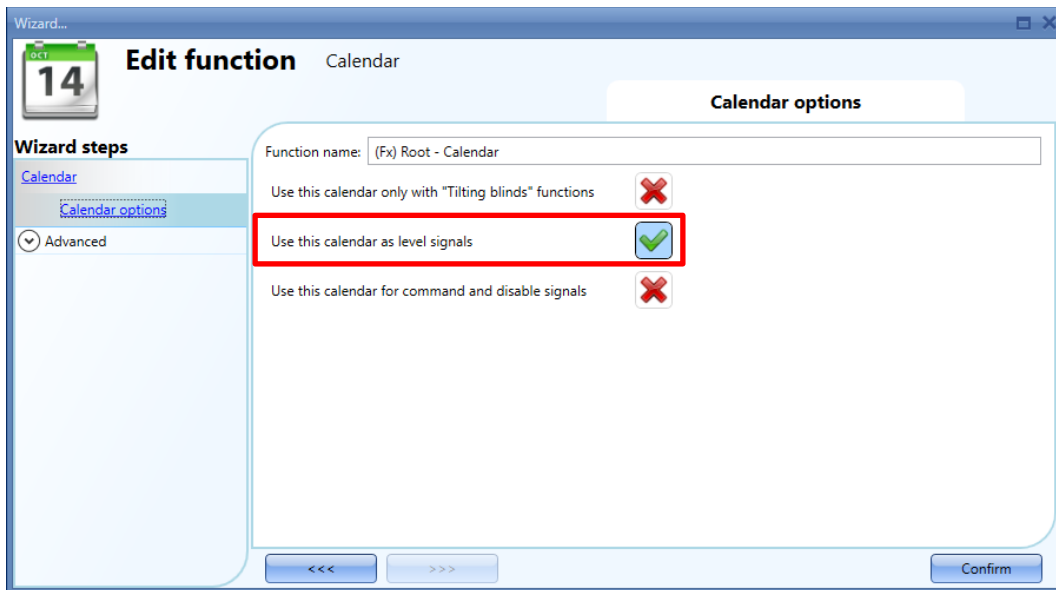 Wizard...
OCT
14
Edit function Calendar
Calendar options
Wizard steps
Calendar
Calendar options
Advanced
Function name: (Fx) Root - Calendar
Use this calendar only with "Tilting blinds" functions
Use this calendar as level signals
Use this calendar for command and disable signals
<<< >>> Confirm